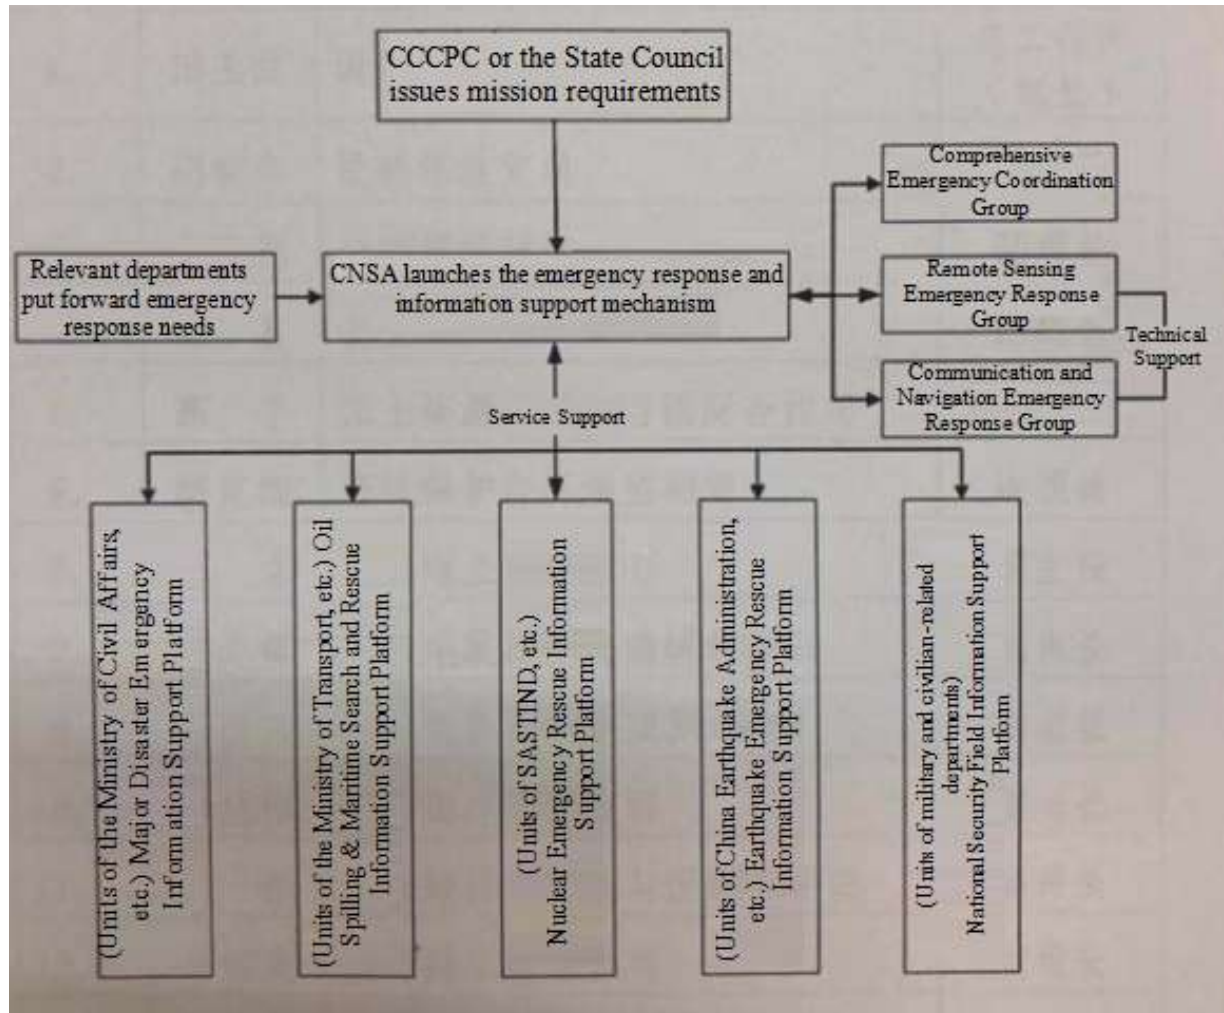 CCCPC or the State Council
issues mission requirements
Comprehensive
Emergency Coordination
Group
Relevant departments
put forward emergency
response needs
CNSA launches the emergency response and
information support mechanism
Remote Sensing
Emergency Response
Group
Technical
Support
Communication and
Navigation Emergency
Response Group
Service Support
(Units of the Ministry of Civil Affairs,
etc.) Major Disaster Emergency
Information Support Platform
(Units of the Ministry of Transport, etc.) Oil
Spilling & Maritime Search and Rescue
Information Support Platform
(Units of SASTIND, etc.)
Nuclear Emergency Rescue Information
Support Platform
(Units of China Earthquake Administration,
etc.) Earthquake Emergency Rescue
Information Support Platform
(Units of military and civilian-related
departments)
National Security Field Information Support
Platform